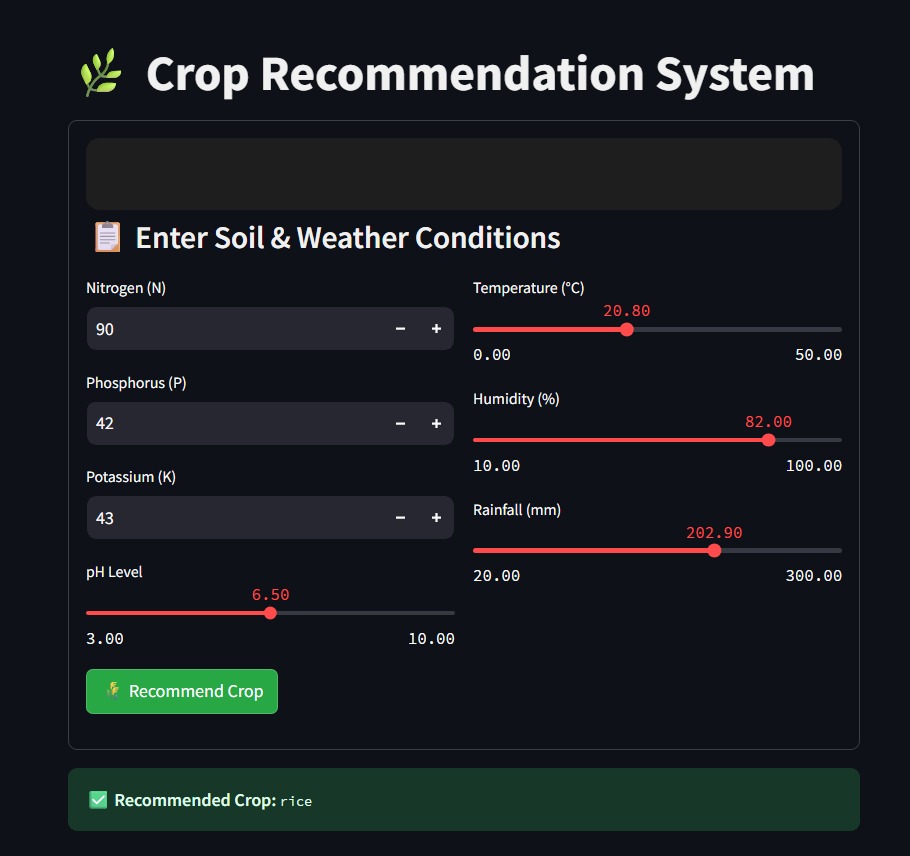 Crop Recommendation System
Enter Soil & Weather Conditions
Nitrogen (N)
90
Phosphorus (P)
42
Potassium (K)
43
pH Level
6.50
3.00 10.00
Temperature (°C)
20.80
0.00 50.00
Humidity (%)
82.00
10.00 100.00
Rainfall (mm)
202.90
20.00 300.00
Recommend Crop
Recommended Crop: rice